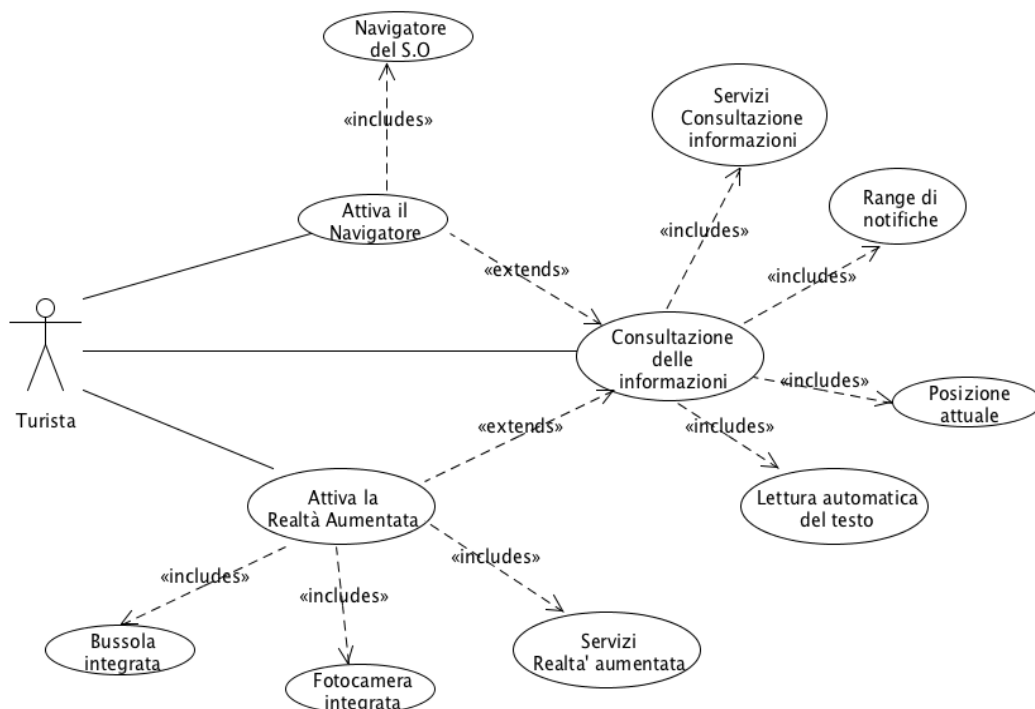 Navigatore
del S.O
«includes»
Servizi
Consultazione
informazioni
Attiva il
Navigatore
Range di
notifiche
«includes»
«includes»
«extends»
Consultazione
delle
informazioni
Turista
«includes»
Posizione
attuale
«extends»
«includes»
Attiva la
Realtà Aumentata
Lettura automatica
del testo
«includes»
«includes»
«includes»
Bussola
integrata
Servizi
Realta' aumentata
Fotocamera
integrata